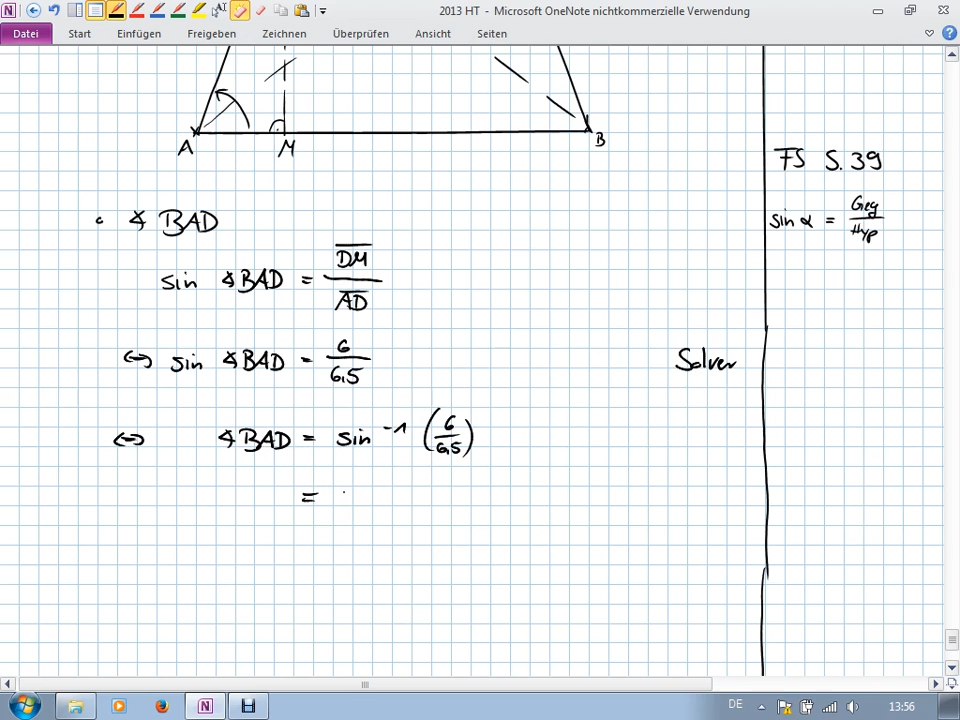 2013 HT - Microsoft OneNote nichtkommerzielle Verwendung
Datei Start Einfügen Freigeben Zeichnen Überprüfen Ansicht Seiten
A M B
FS S. 39
sin α = Geg / Hyp
∢ BAD
sin ∢BAD = DM / AD
⇔ sin ∢BAD = 6 / 6,5
Solver
⇔ ∢BAD = sin⁻¹ (6 / 6,5)
=
DE 13:56